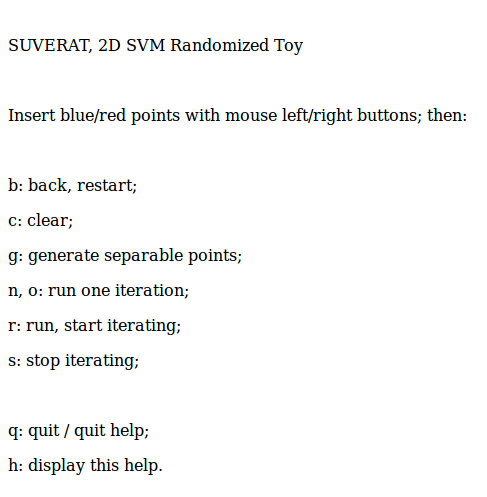 SUVERAT, 2D SVM Randomized Toy
Insert blue/red points with mouse left/right buttons; then:
b: back, restart;
c: clear;
g: generate separable points;
n, o: run one iteration;
r: run, start iterating;
s: stop iterating;
q: quit / quit help;
h: display this help.